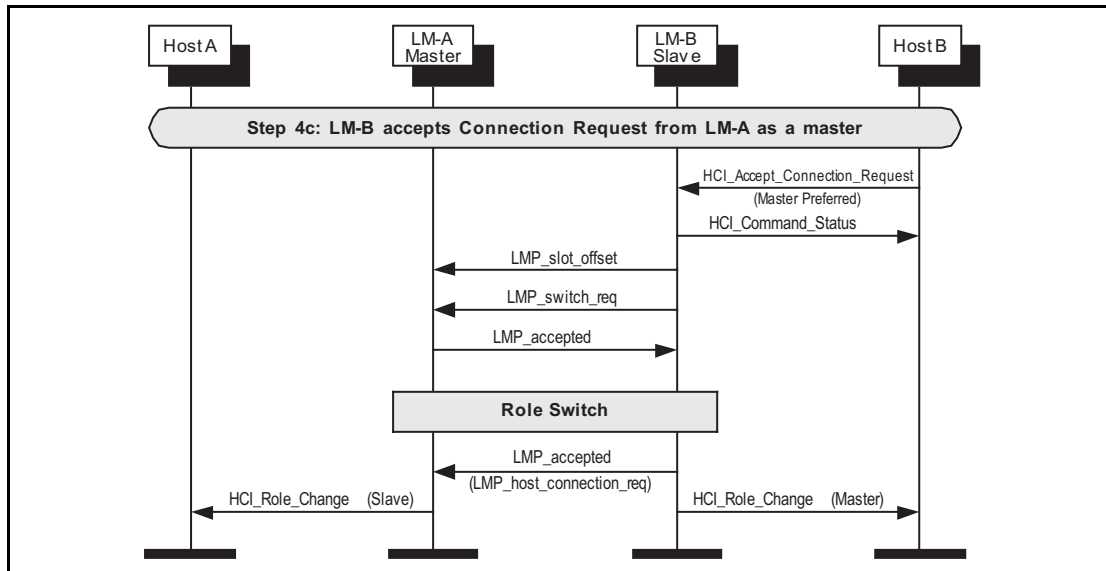 Host A
LM-A
Master
LM-B
Slave
Host B
Step 4c: LM-B accepts Connection Request from LM-A as a master
HCI_Accept_Connection_Request
(Master Preferred)
HCI_Command_Status
LMP_slot_offset
LMP_switch_req
LMP_accepted
Role Switch
LMP_accepted
(LMP_host_connection_req)
HCI_Role_Change (Slave)
HCI_Role_Change (Master)